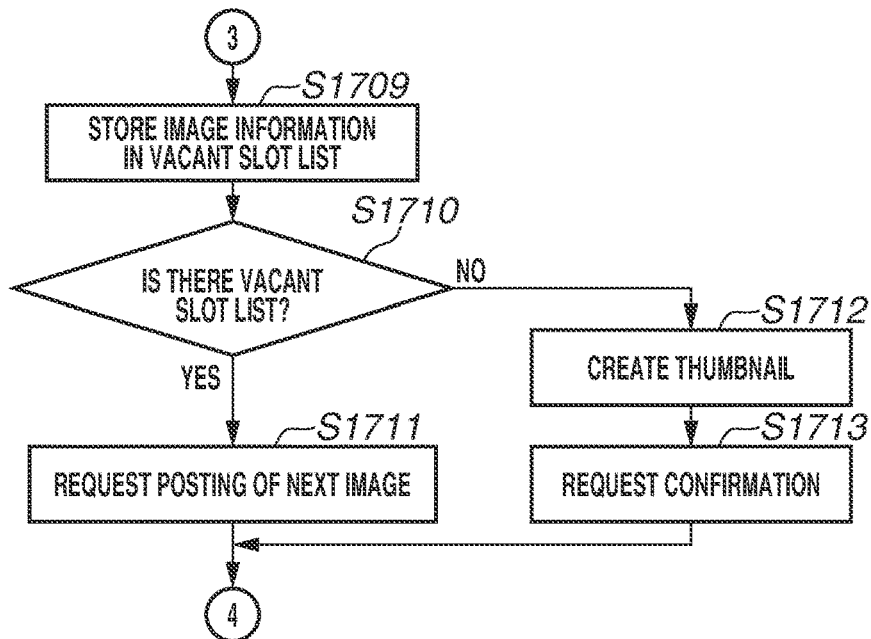 3
S1709
STORE IMAGE INFORMATION
IN VACANT SLOT LIST
S1710
IS THERE VACANT
SLOT LIST?
NO
YES
S1712
CREATE THUMBNAIL
S1711
REQUEST POSTING OF NEXT IMAGE
S1713
REQUEST CONFIRMATION
4